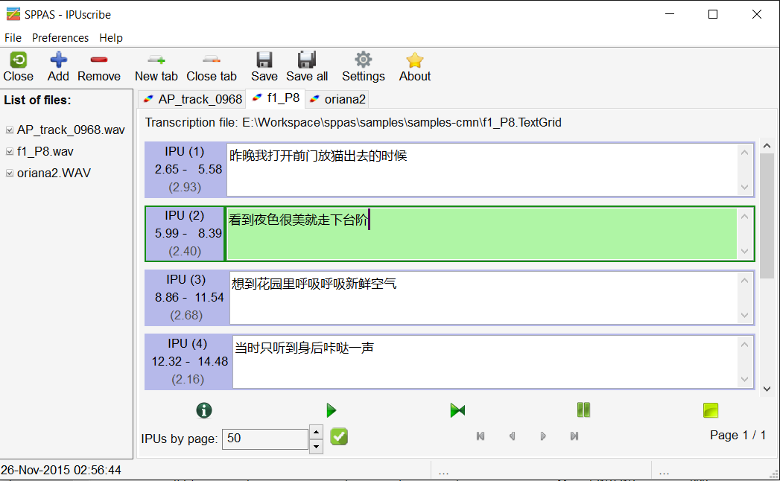 SPPAS - IPUscribe
File Preferences Help
Close Add Remove New tab Close tab Save Save all Settings About
List of files:
AP_track_0968.wav
f1_P8.wav
oriana2.WAV
AP_track_0968 f1_P8 oriana2
Transcription file: E:\Workspace\sppas\samples\samples-cmn\f1_P8.TextGrid
IPU (1)
2.65 - 5.58
(2.93)
昨晚我打开前门放猫出去的时候
IPU (2)
5.99 - 8.39
(2.40)
看到夜色很美就走下台阶
IPU (3)
8.86 - 11.54
(2.68)
想到花园里呼吸呼吸新鲜空气
IPU (4)
12.32 - 14.48
(2.16)
当时只听到身后咔哒一声
IPUs by page: 50
Page 1 / 1
26-Nov-2015 02:56:44 ... ...